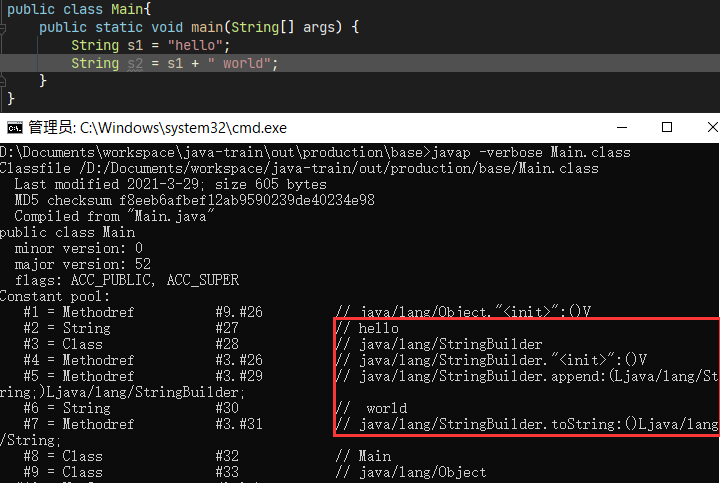 public class Main{
    public static void main(String[] args) {
        String s1 = "hello";
        String s2 = s1 + " world";
    }
}
管理员: C:\Windows\system32\cmd.exe
D:\Documents\workspace\java-train\out\production\base>javap -verbose Main.class
Classfile /D:/Documents/workspace/java-train/out/production/base/Main.class
  Last modified 2021-3-29; size 605 bytes
  MD5 checksum f8eeb6afbef12ab9590239de40234e98
  Compiled from "Main.java"
public class Main
  minor version: 0
  major version: 52
  flags: ACC_PUBLIC, ACC_SUPER
Constant pool:
   #1 = Methodref          #9.#26         // java/lang/Object."<init>":()V
   #2 = String             #27            // hello
   #3 = Class              #28            // java/lang/StringBuilder
   #4 = Methodref          #3.#26         // java/lang/StringBuilder."<init>":()V
   #5 = Methodref          #3.#29         // java/lang/StringBuilder.append:(Ljava/lang/St
ring;)Ljava/lang/StringBuilder;
   #6 = String             #30            //  world
   #7 = Methodref          #3.#31         // java/lang/StringBuilder.toString:()Ljava/lang
/String;
   #8 = Class              #32            // Main
   #9 = Class              #33            // java/lang/Object